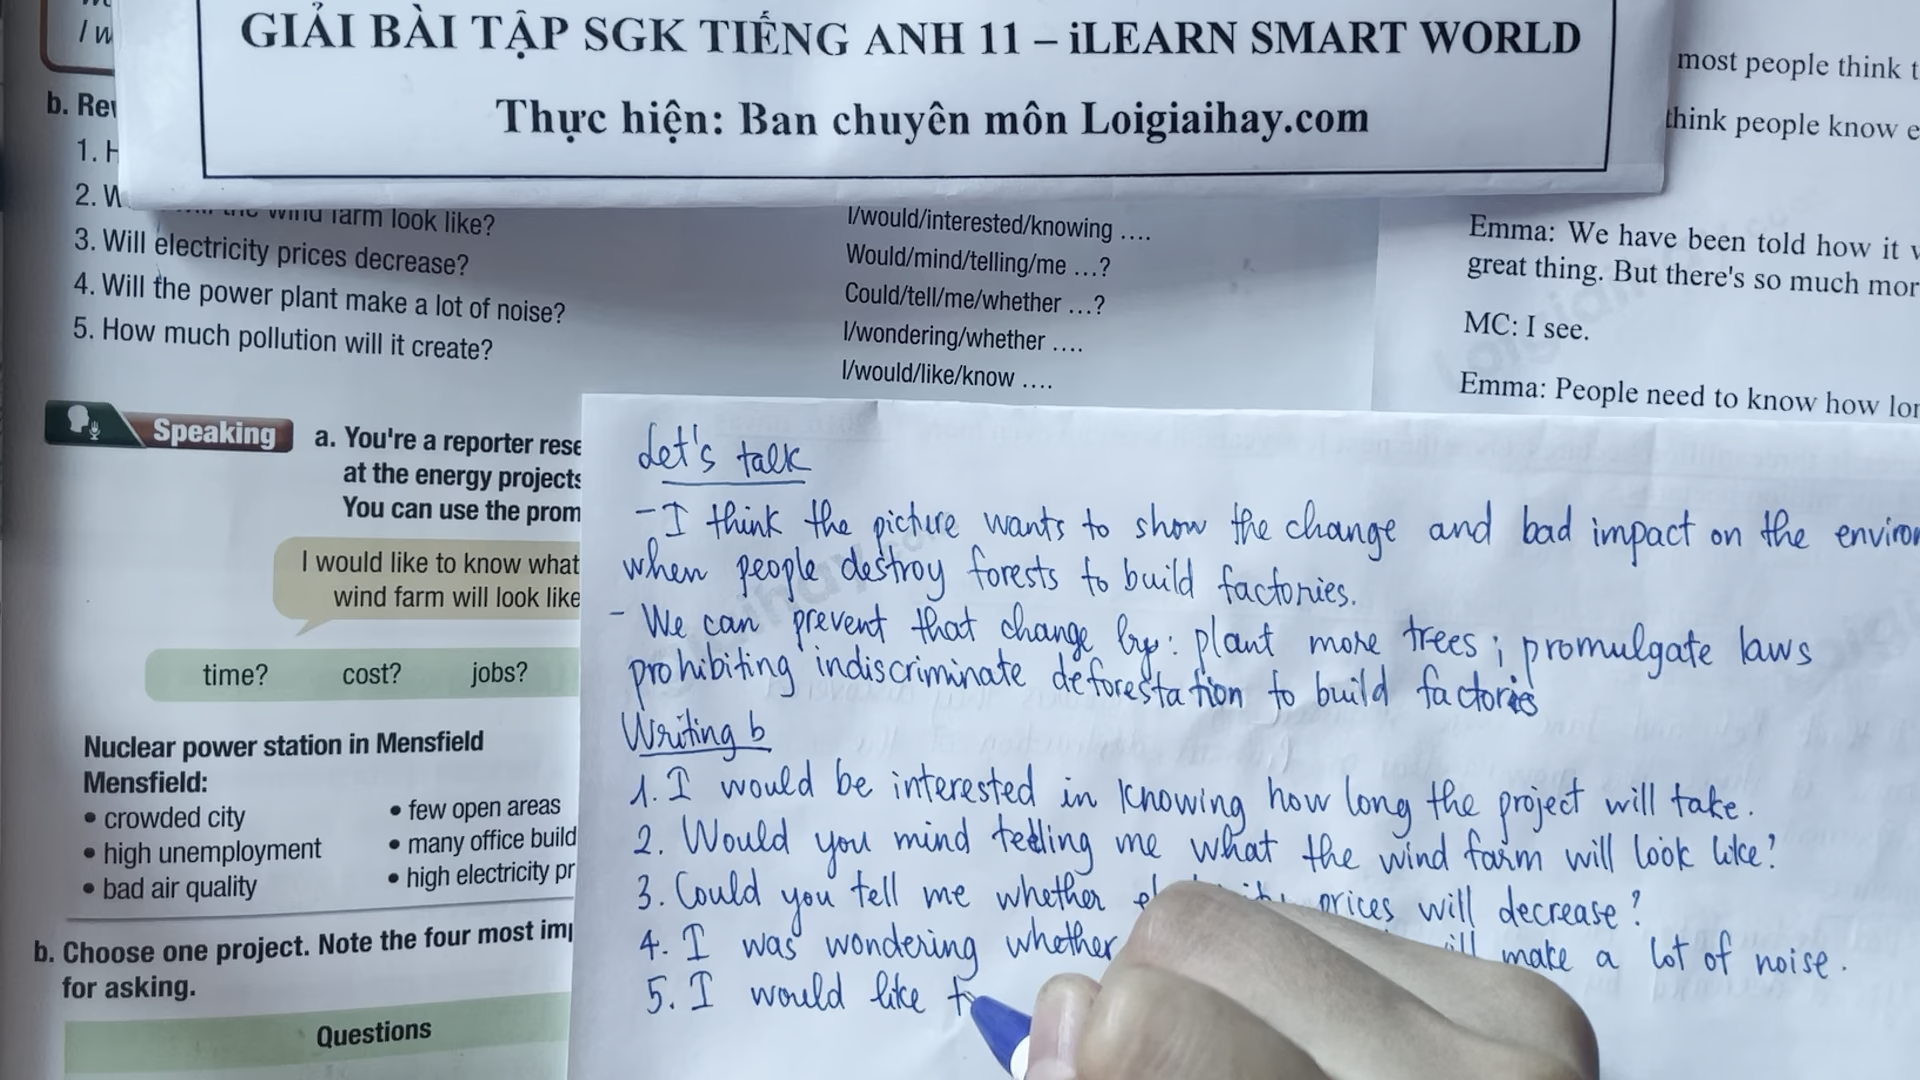 GIẢI BÀI TẬP SGK TIẾNG ANH 11 – iLEARN SMART WORLD
Thực hiện: Ban chuyên môn Loigiaihay.com
I w
b. Rev
1. H
2. W
wind farm look like?
3. Will electricity prices decrease?
4. Will the power plant make a lot of noise?
5. How much pollution will it create?
I/would/interested/knowing ....
Would/mind/telling/me ...?
Could/tell/me/whether ...?
I/wondering/whether ....
I/would/like/know ....
most people think t
think people know e
Emma: We have been told how it w
great thing. But there's so much mor
MC: I see.
Emma: People need to know how lon
Speaking
a. You're a reporter rese
at the energy projects
You can use the prom
I would like to know what
wind farm will look like
time? cost? jobs?
Nuclear power station in Mensfield
Mensfield:
• crowded city
• high unemployment
• bad air quality
• few open areas
• many office build
• high electricity pr
b. Choose one project. Note the four most imp
for asking.
Questions
Let's talk
- I think the picture wants to show the change and bad impact on the environ
when people destroy forests to build factories.
- We can prevent that change by: plant more trees; promulgate laws
prohibiting indiscriminate deforestation to build factories
Writing b
1. I would be interested in knowing how long the project will take.
2. Would you mind telling me what the wind farm will look like?
3. Could you tell me whether prices will decrease?
4. I was wondering whether make a lot of noise.
5. I would like